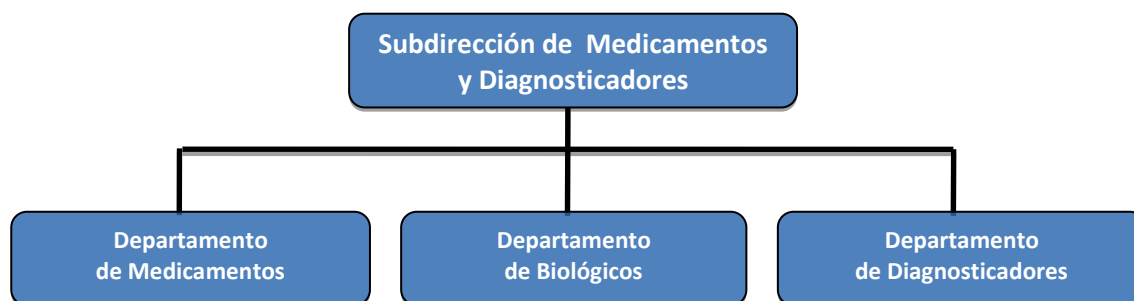 Subdirección de Medicamentos
y Diagnosticadores
Departamento
de Medicamentos
Departamento
de Biológicos
Departamento
de Diagnosticadores